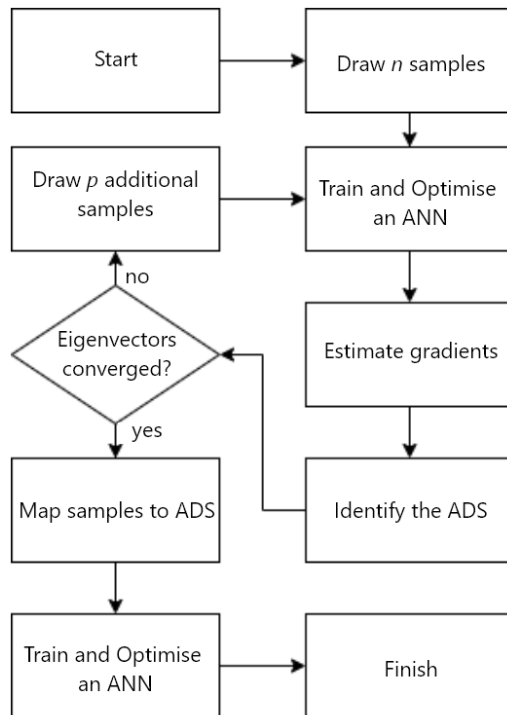 Start
Draw n samples
Draw p additional
samples
Train and Optimise
an ANN
no
Eigenvectors
converged?
Estimate gradients
yes
Map samples to ADS
Identify the ADS
Train and Optimise
an ANN
Finish